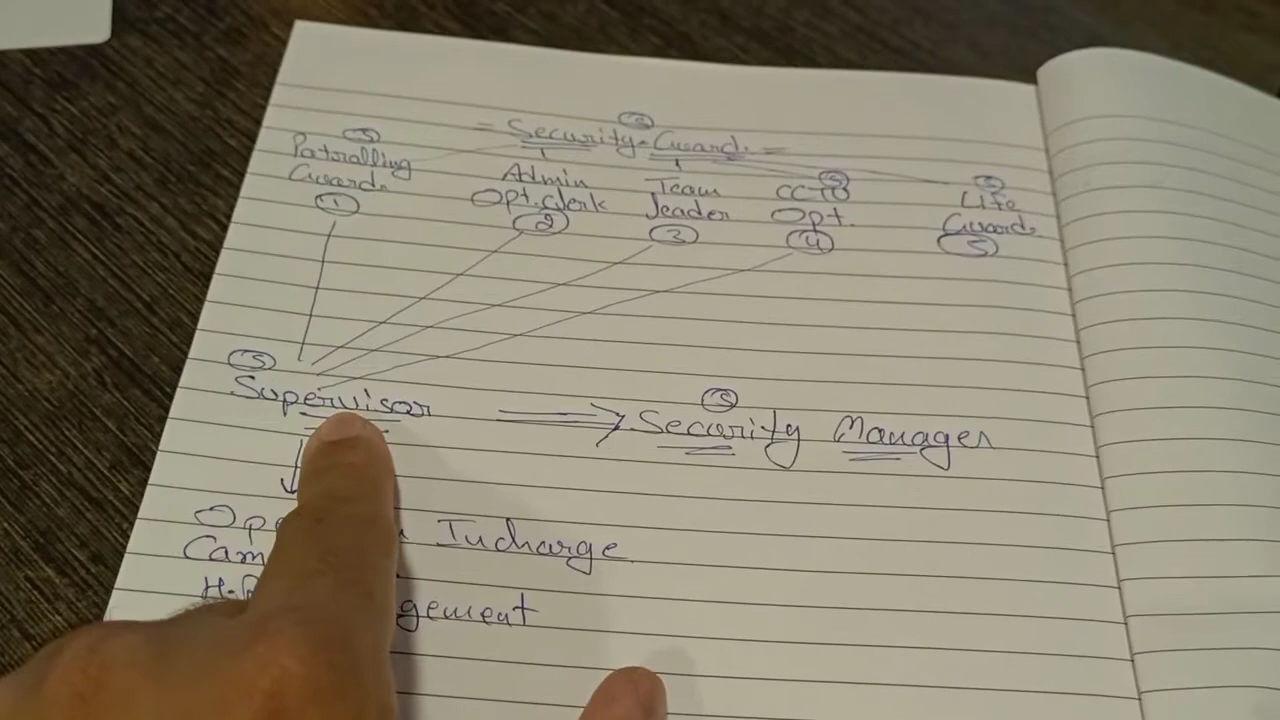 = Security Guard. =
Patrolling
Guard.
1
Admin
Opt. Clerk
2
Team
Leader
3
Opt.
4
Life
Guard.
5
S
Supervisor
S
Security Manager
Incharge
Cam
gement